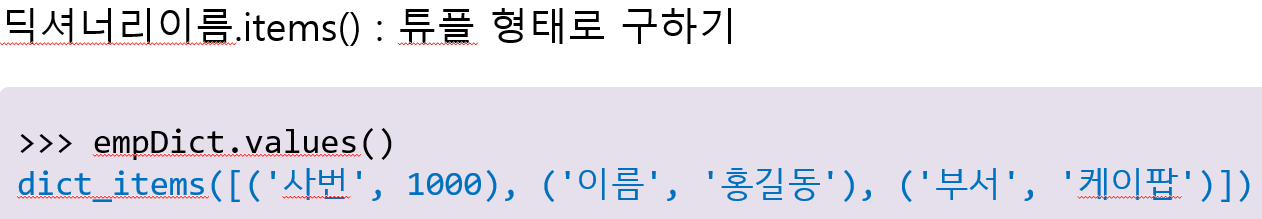 딕셔너리이름.items() : 튜플 형태로 구하기
>>> empDict.values()
dict_items([('사번', 1000), ('이름', '홍길동'), ('부서', '케이팝')])